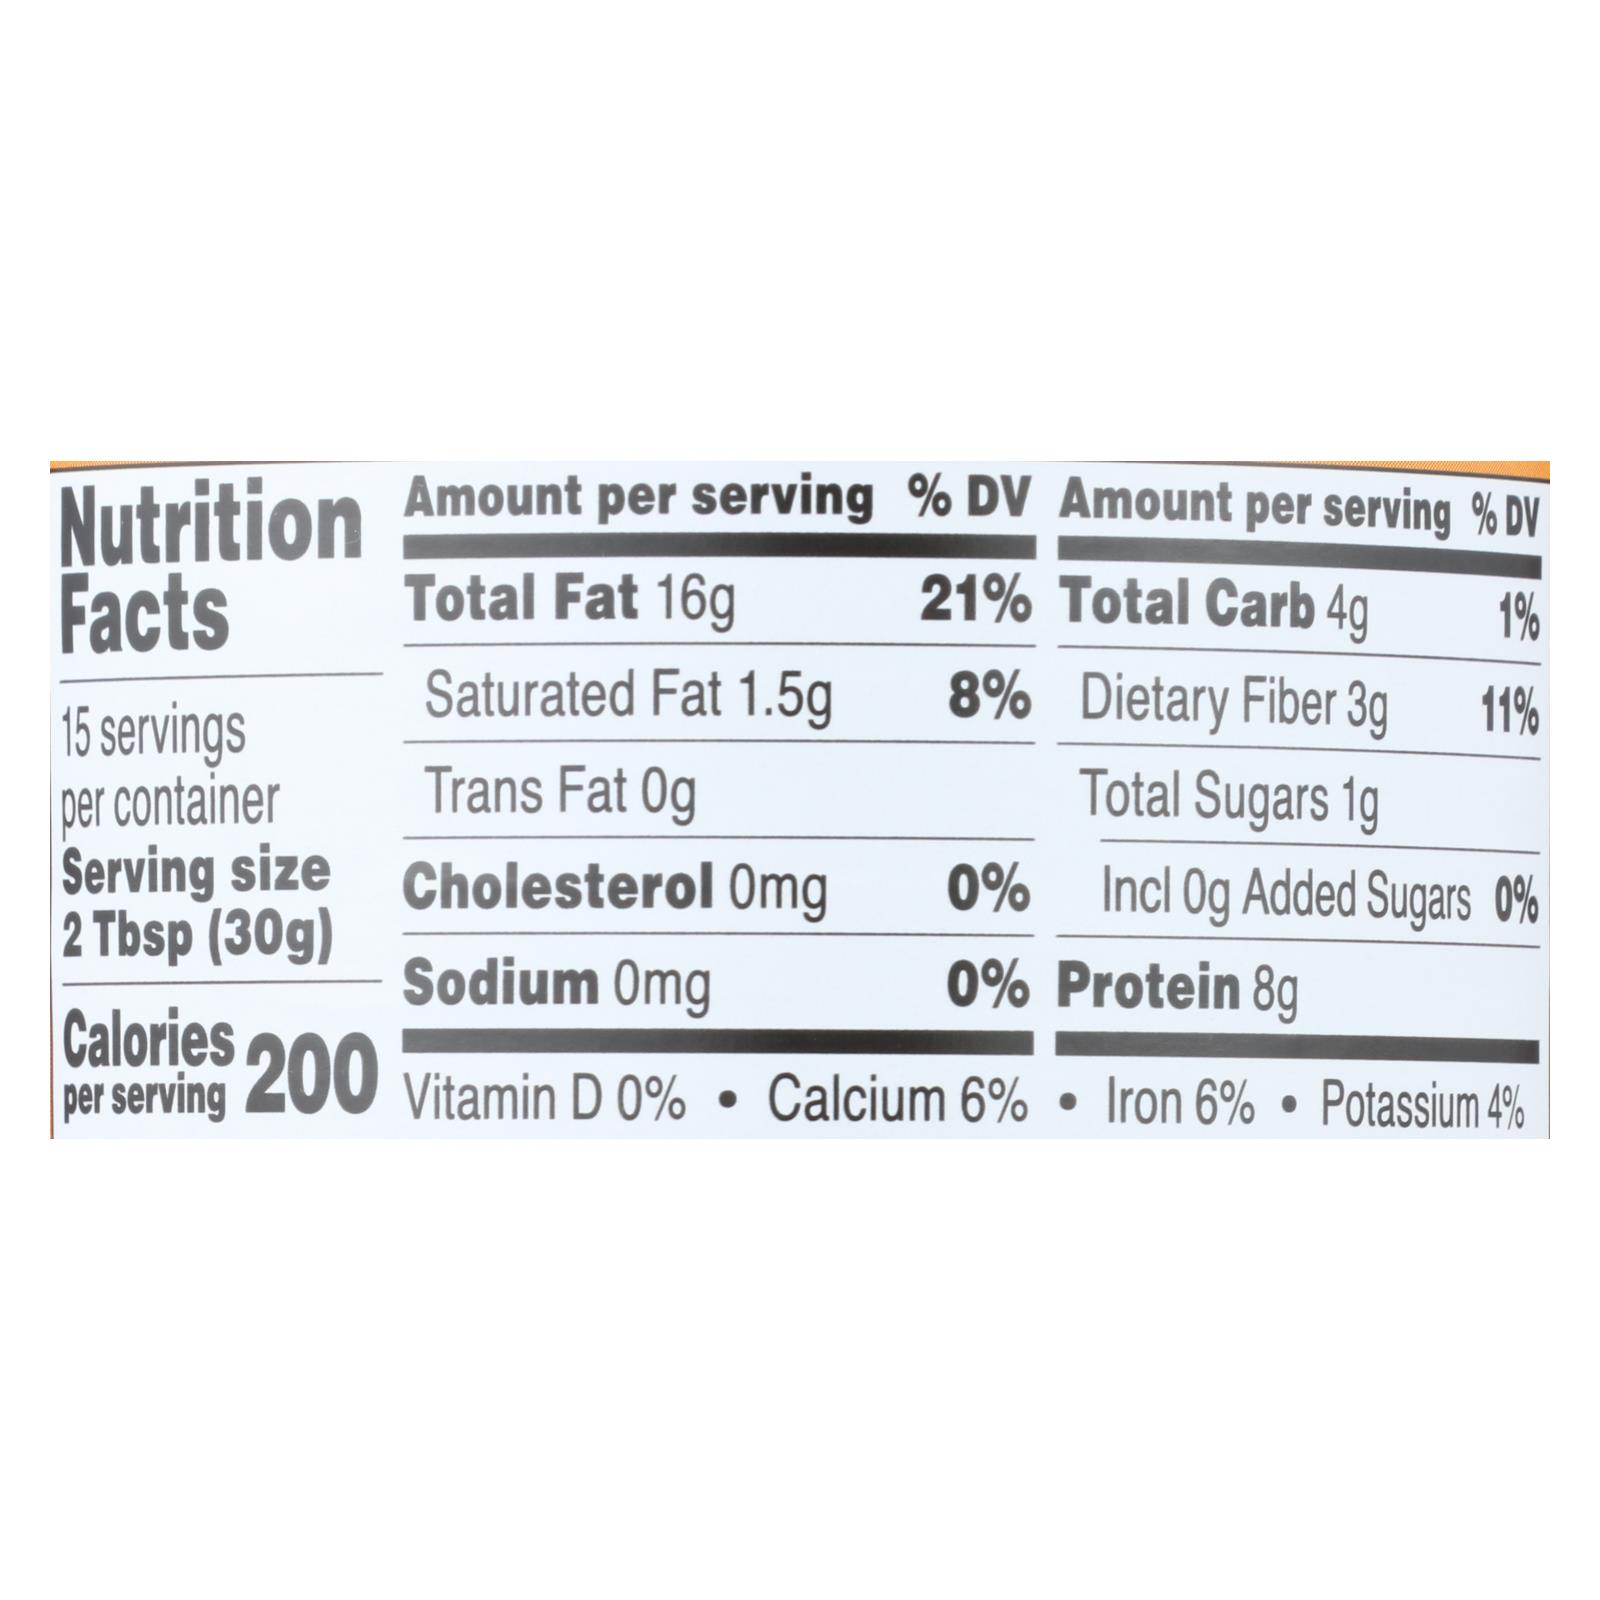 Nutrition
Facts
15 servings
per container
Serving size
2 Tbsp (30g)
Calories
per serving 200
Amount per serving % DV
Total Fat 16g 21%
Saturated Fat 1.5g 8%
Trans Fat 0g
Cholesterol 0mg 0%
Sodium 0mg 0%
Amount per serving % DV
Total Carb 4g 1%
Dietary Fiber 3g 11%
Total Sugars 1g
Incl 0g Added Sugars 0%
Protein 8g
Vitamin D 0% • Calcium 6% • Iron 6% • Potassium 4%